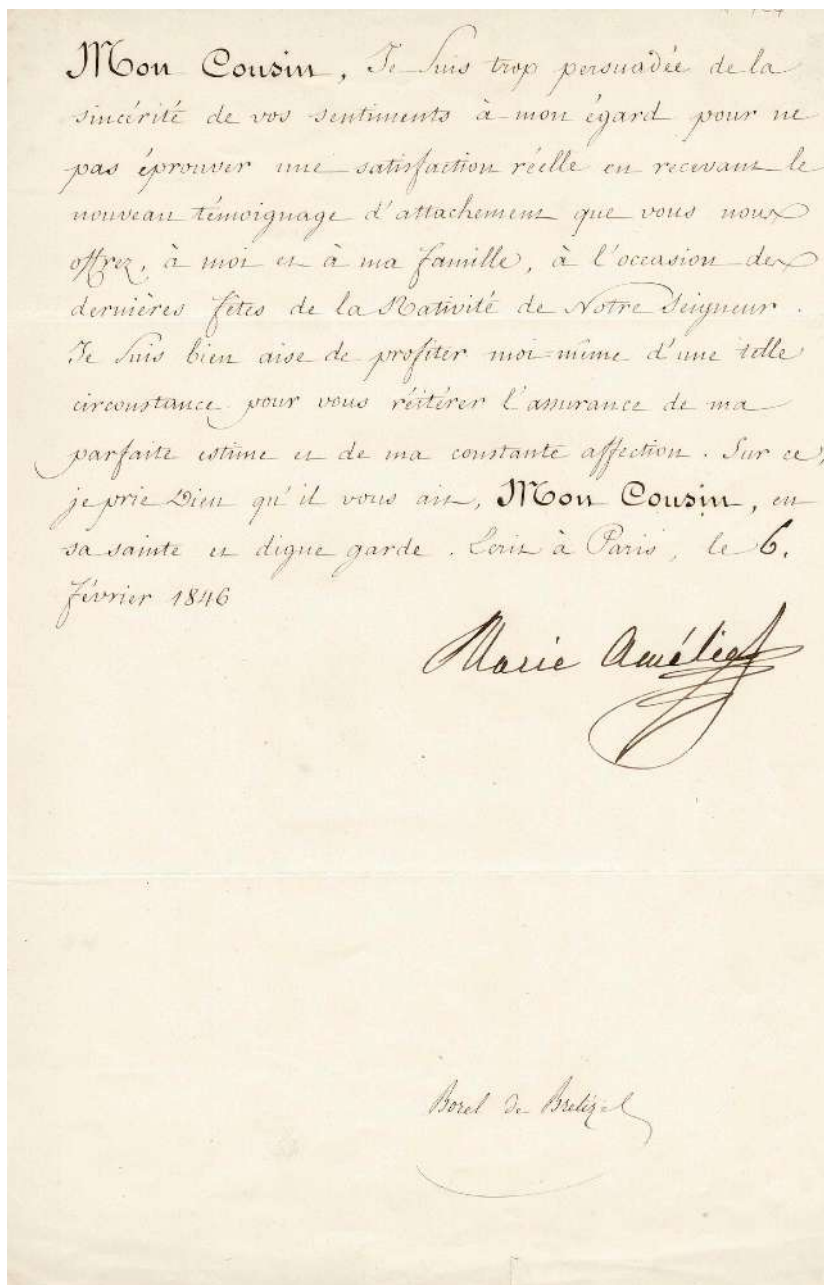 Mon Cousin, Je suis trop persuadée de la
sincérité de vos sentiments à mon égard pour ne
pas éprouver une satisfaction réelle en recevant le
nouveau témoignage d'attachement que vous nous
offrez, à moi et à ma famille, à l'occasion des
dernières fêtes de la Nativité de Notre Seigneur.
Je suis bien aise de profiter moi-même d'une telle
circonstance pour vous réitérer l'assurance de ma
parfaite estime et de ma constante affection. Sur ce,
je prie Dieu qu'il vous ait, Mon Cousin, en
sa sainte et digne garde. Ecrit à Paris, le 6.
février 1846
Marie Amélie
Borel de Bretizel